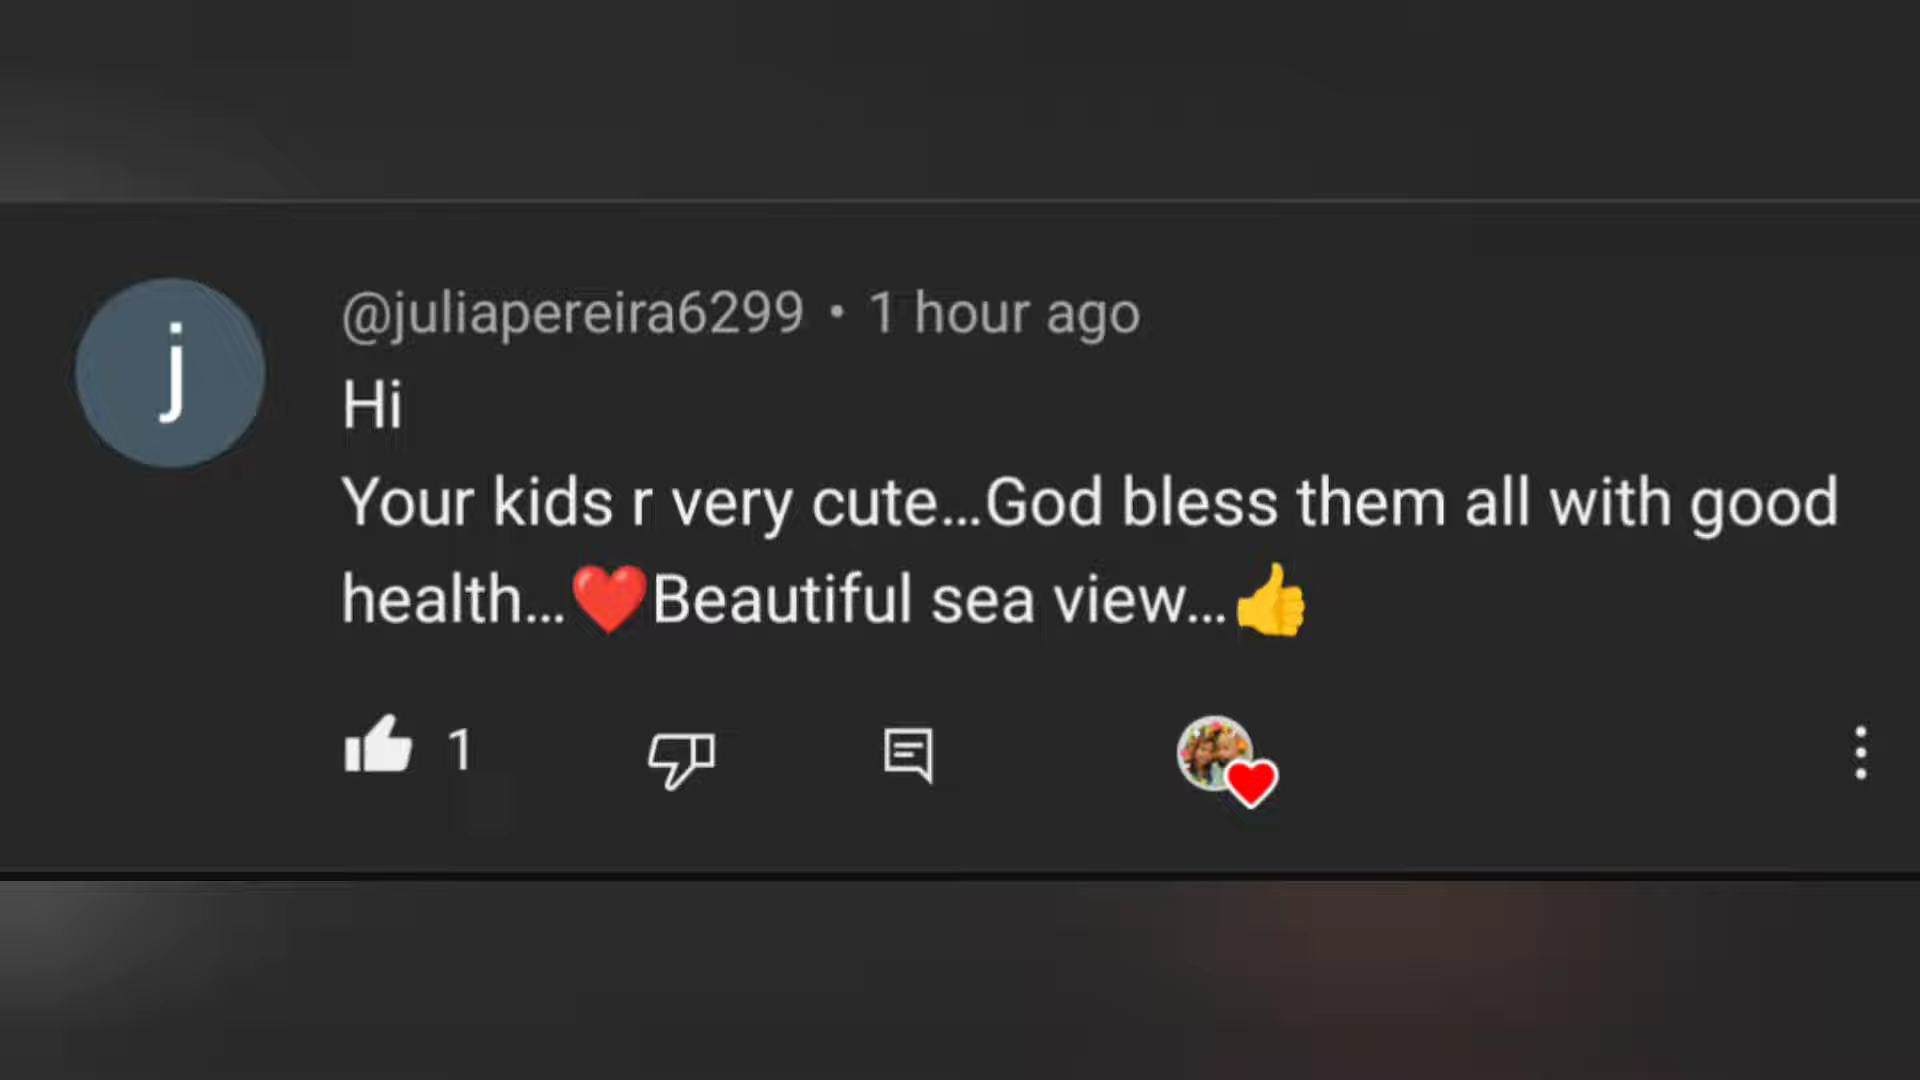 j
@juliapereira6299 • 1 hour ago
Hi
Your kids r very cute...God bless them all with good
health...❤️Beautiful sea view...👍
1